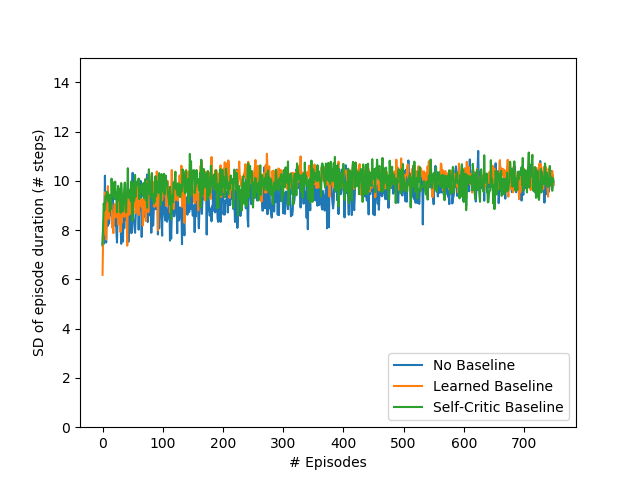 14
12
10
8
6
4
2
0
SD of episode duration (# steps)
No Baseline
Learned Baseline
Self-Critic Baseline
0 100 200 300 400 500 600 700
# Episodes